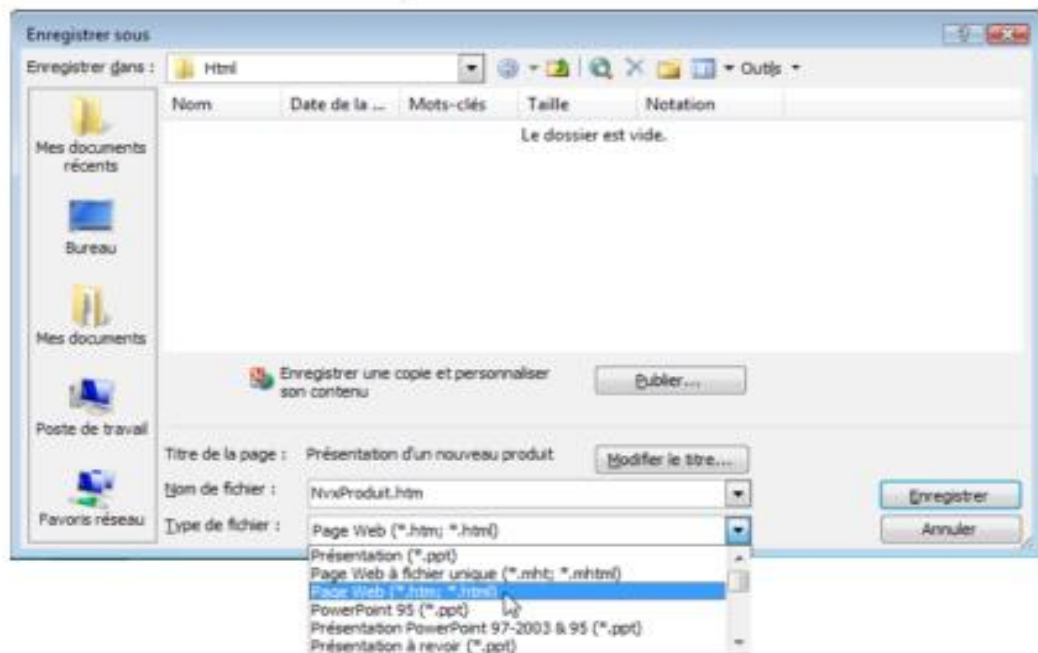 Enregistrer sous
Enregistrer dans :
Html
Outils
Nom Date de la ... Mots-clés Taille Notation
Le dossier est vide.
Mes documents récents
Bureau
Mes documents
Poste de travail
Favoris réseau
Enregistrer une copie et personnaliser
son contenu
Publier...
Titre de la page : Présentation d'un nouveau produit
Modifier le titre...
Nom de fichier : NvxProduit.htm
Enregistrer
Type de fichier : Page Web (*.htm; *.html)
Annuler
Présentation (*.ppt)
Page Web à fichier unique (*.mht; *.mhtml)
Page Web (*.htm; *.html)
PowerPoint 95 (*.ppt)
Présentation PowerPoint 97-2003 & 95 (*.ppt)
Présentation à revoir (*.ppt)